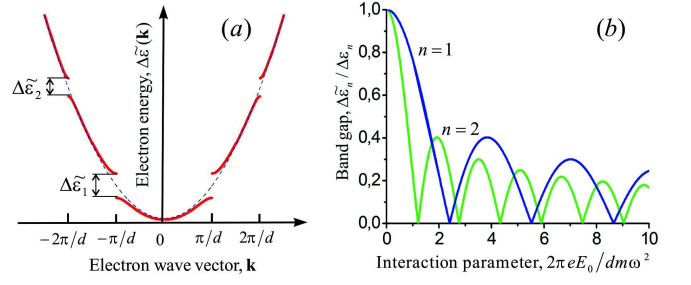 (a)
Electron energy, Δε̃(k)
Δε̃₂
Δε̃₁
−2π/d
−π/d
0
π/d
2π/d
Electron wave vector, k
(b)
Band gap, Δε̃ₙ/Δεₙ
1,0
0,8
0,6
0,4
0,2
0,0
n = 1
n = 2
0
2
4
6
8
10
Interaction parameter, 2πeE₀/dmω²